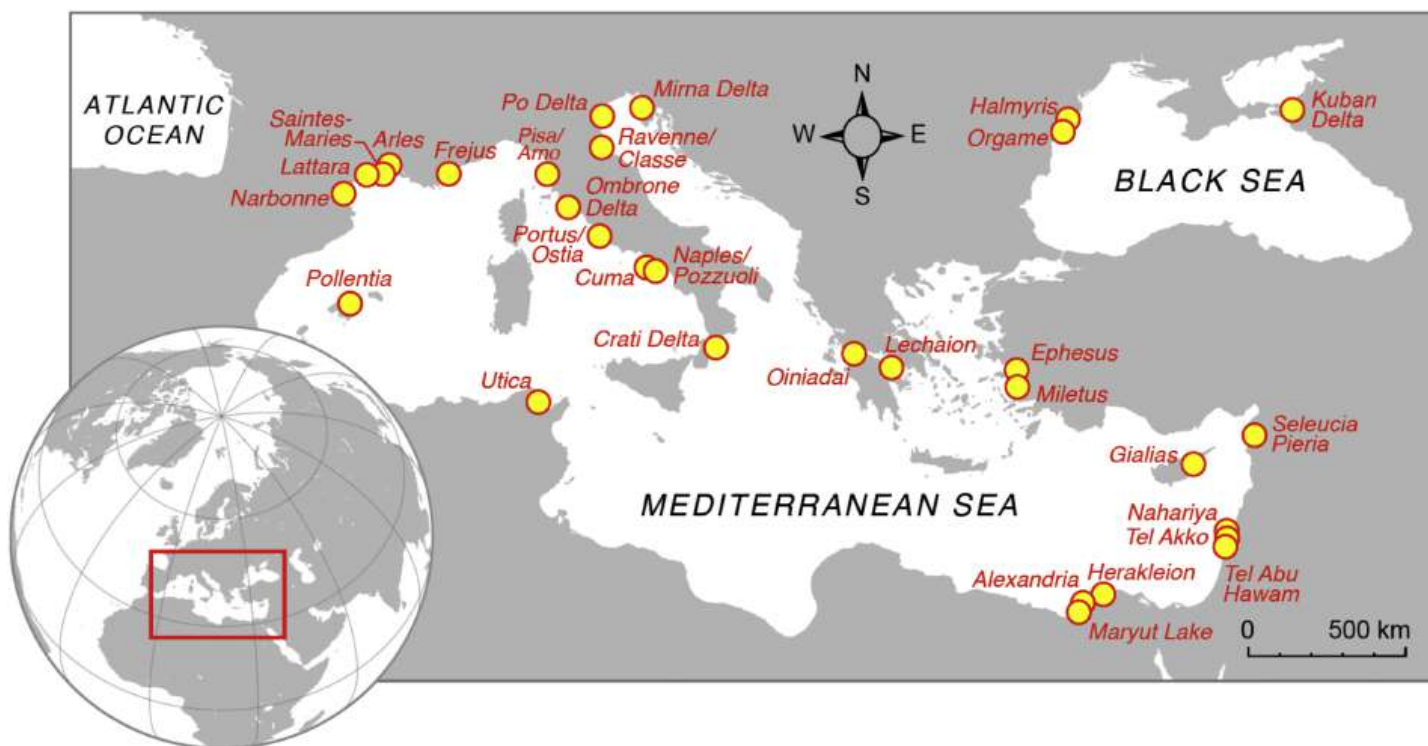 ATLANTIC
OCEAN
Saintes-
Maries
Arles
Lattara
Narbonne
Frejus
Pollentia
Po Delta
Pisa/
Arno
Mirna Delta
Ravenne/
Classe
Ombrone
Delta
Portus/
Ostia
Cuma
Naples/
Pozzuoli
Crati Delta
Utica
N
W
E
S
Halmyris
Orgame
Kuban
Delta
BLACK SEA
Oiniadai
Lechaion
Ephesus
Miletus
Seleucia
Pieria
Gialias
MEDITERRANEAN SEA
Nahariya
Tel Akko
Tel Abu
Hawam
Alexandria
Herakleion
Maryut Lake
0 500 km